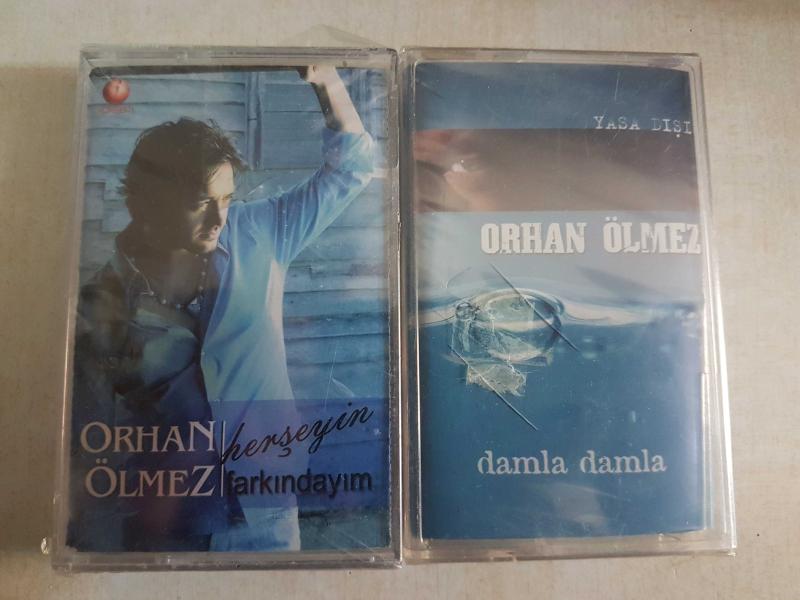 ORHAN
ÖLMEZ
herşeyin
farkındayım
YASA DIŞI
ORHAN ÖLMEZ
damla damla